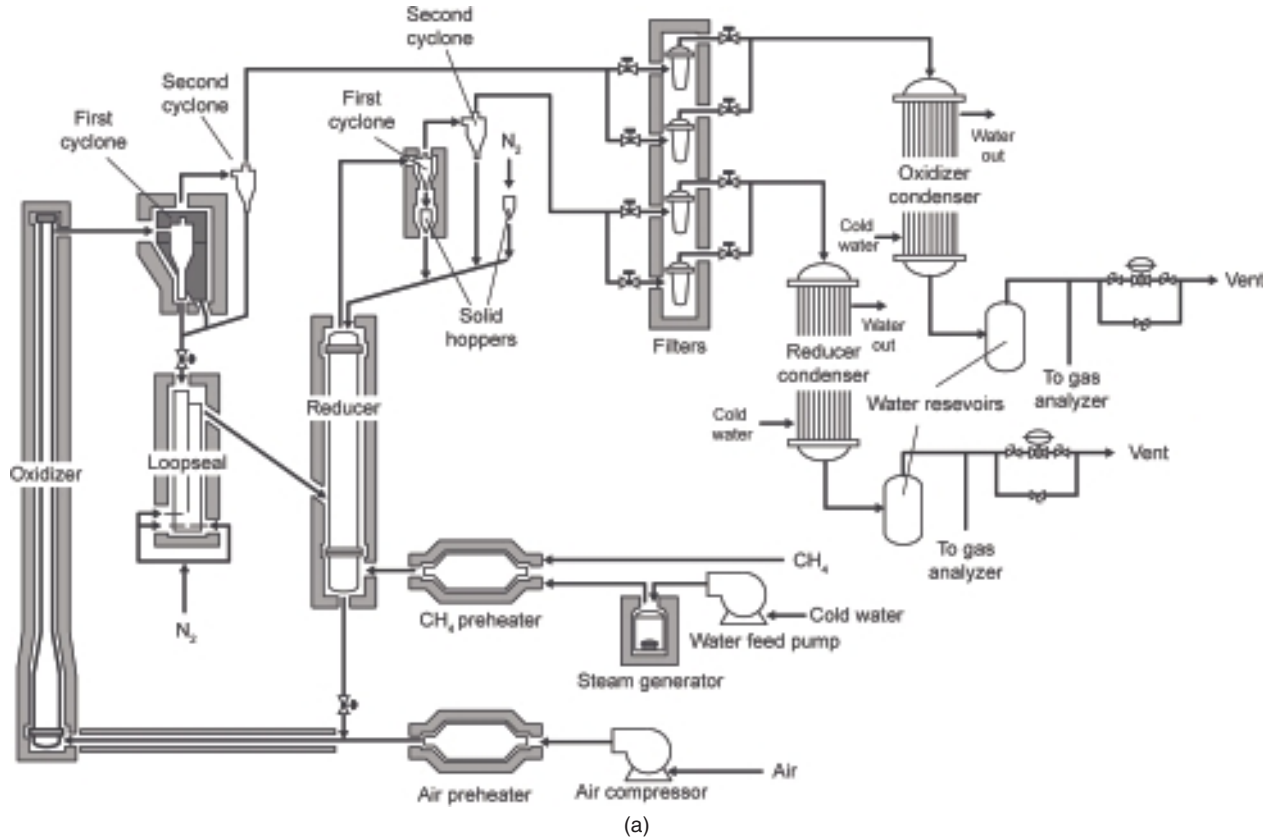 Second
cyclone
Second
cyclone
First
cyclone
First
cyclone
N2
Water
out
Oxidizer
condenser
Cold
water
Vent
Solid
hoppers
Filters
Water
out
Reducer
condenser
To gas
analyzer
Water resevoirs
Reducer
Cold
water
Loopseal
Oxidizer
Vent
To gas
analyzer
CH4
N2
CH4 preheater
Cold water
Water feed pump
Steam generator
Air
Air preheater
Air compressor
(a)